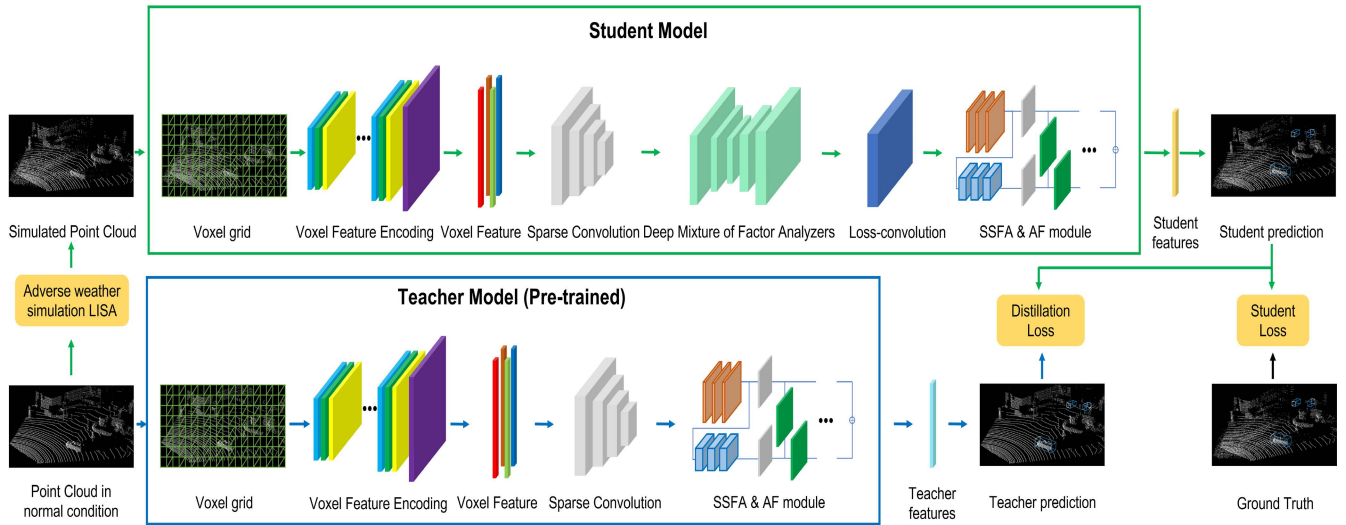 Student Model
Simulated Point Cloud
Voxel grid
Voxel Feature Encoding
Voxel Feature
Sparse Convolution
Deep Mixture of Factor Analyzers
Loss-convolution
SSFA & AF module
Student
features
Student prediction
Adverse weather
simulation LISA
Teacher Model (Pre-trained)
Distillation
Loss
Student
Loss
Point Cloud in
normal condition
Voxel grid
Voxel Feature Encoding
Voxel Feature
Sparse Convolution
SSFA & AF module
Teacher
features
Teacher prediction
Ground Truth